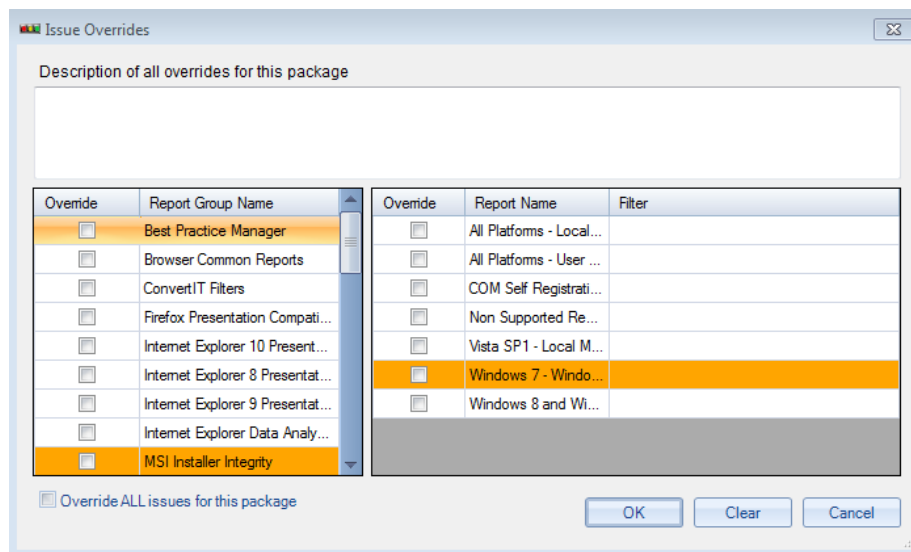 Issue Overrides
Description of all overrides for this package
Override Report Group Name
Best Practice Manager
Browser Common Reports
ConvertIT Filters
Firefox Presentation Compati...
Internet Explorer 10 Present...
Internet Explorer 8 Presentat...
Internet Explorer 9 Presentat...
Internet Explorer Data Analy...
MSI Installer Integrity
Override Report Name Filter
All Platforms - Local...
All Platforms - User ...
COM Self Registrati...
Non Supported Re...
Vista SP1 - Local M...
Windows 7 - Windo...
Windows 8 and Wi...
Override ALL issues for this package
OK Clear Cancel